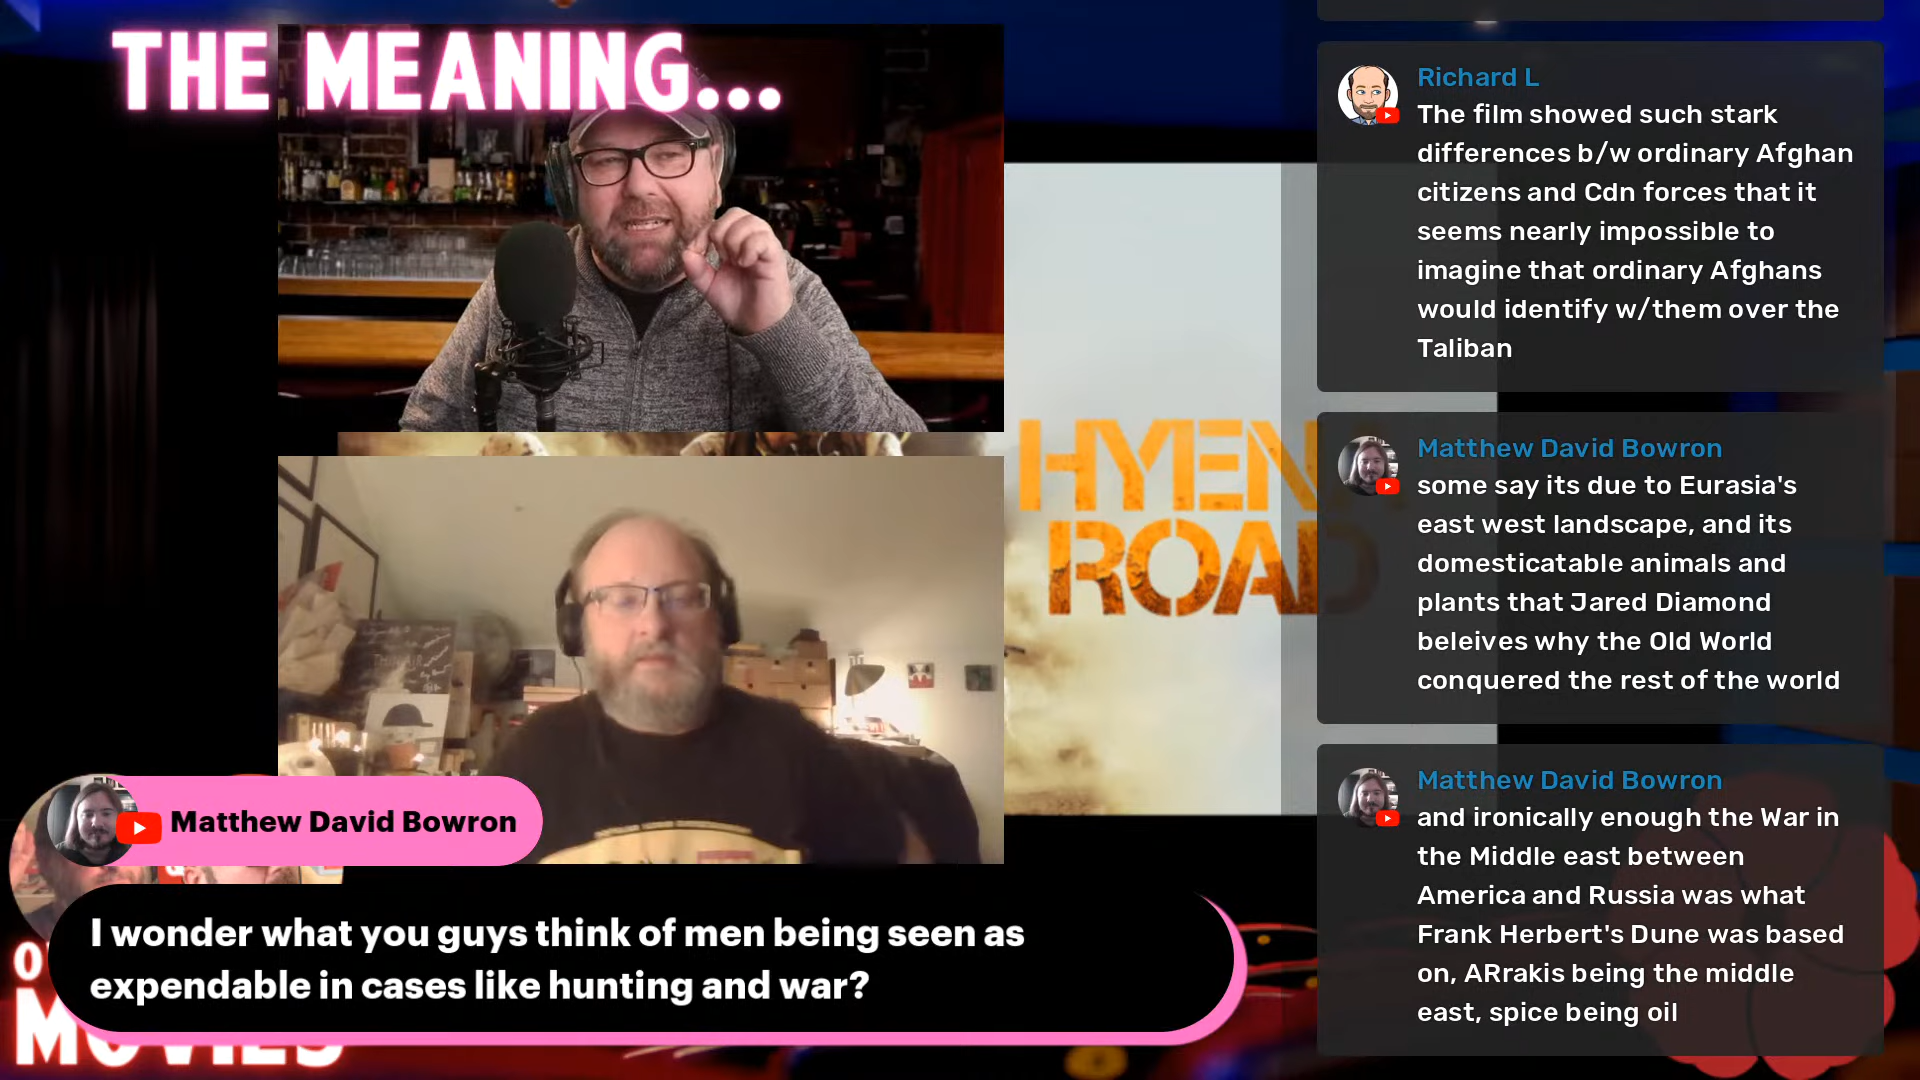 THE MEANING...
HYENA
ROAD
Richard L
The film showed such stark
differences b/w ordinary Afghan
citizens and Cdn forces that it
seems nearly impossible to
imagine that ordinary Afghans
would identify w/them over the
Taliban
Matthew David Bowron
some say its due to Eurasia's
east west landscape, and its
domesticatable animals and
plants that Jared Diamond
beleives why the Old World
conquered the rest of the world
Matthew David Bowron
and ironically enough the War in
the Middle east between
America and Russia was what
Frank Herbert's Dune was based
on, ARrakis being the middle
east, spice being oil
Matthew David Bowron
I wonder what you guys think of men being seen as
expendable in cases like hunting and war?
MOVIES